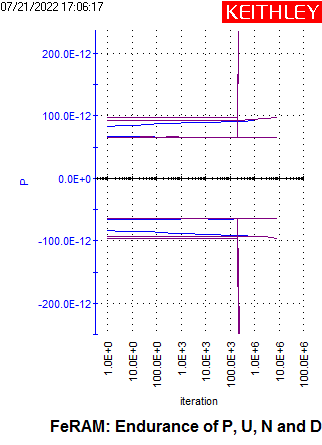 07/21/2022 17:06:17
KEITHLEY
200.0E-12
100.0E-12
0.0E+0
-100.0E-12
-200.0E-12
P
1.0E+0
10.0E+0
100.0E+0
1.0E+3
10.0E+3
100.0E+3
1.0E+6
10.0E+6
100.0E+6
iteration
FeRAM: Endurance of P, U, N and D